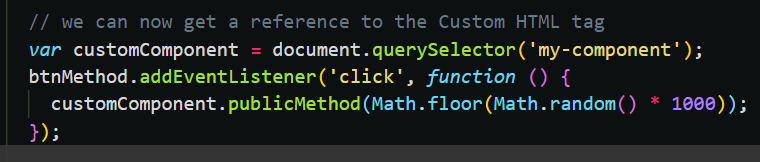 // we can now get a reference to the Custom HTML tag
var customComponent = document.querySelector('my-component');
btnMethod.addEventListener('click', function () {
  customComponent.publicMethod(Math.floor(Math.random() * 1000));
});